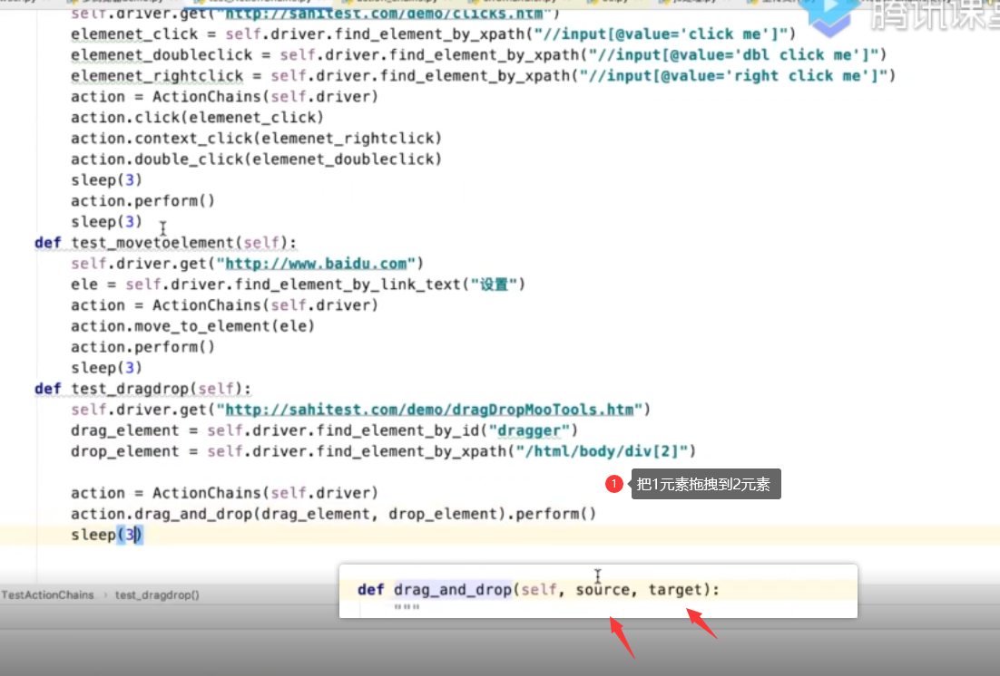 self.driver.get("http://sahitest.com/demo/clicks.htm")
腾讯课堂
elemenet_click = self.driver.find_element_by_xpath("//input[@value='click me']")
elemenet_doubleclick = self.driver.find_element_by_xpath("//input[@value='dbl click me']")
elemenet_rightclick = self.driver.find_element_by_xpath("//input[@value='right click me']")
action = ActionChains(self.driver)
action.click(elemenet_click)
action.context_click(elemenet_rightclick)
action.double_click(elemenet_doubleclick)
sleep(3)
action.perform()
sleep(3)
def test_movetoelement(self):
self.driver.get("http://www.baidu.com")
ele = self.driver.find_element_by_link_text("设置")
action = ActionChains(self.driver)
action.move_to_element(ele)
action.perform()
sleep(3)
def test_dragdrop(self):
self.driver.get("http://sahitest.com/demo/dragDropMooTools.htm")
drag_element = self.driver.find_element_by_id("dragger")
drop_element = self.driver.find_element_by_xpath("/html/body/div[2]")
1 把1元素拖拽到2元素
action = ActionChains(self.driver)
action.drag_and_drop(drag_element, drop_element).perform()
sleep(3)
def drag_and_drop(self, source, target):
"""
TestActionChains › test_dragdrop()